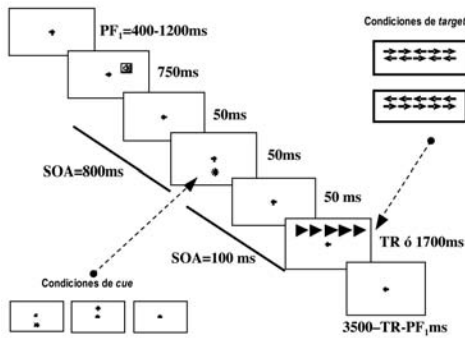 PF1=400-1200ms
Condiciones de target
750ms
50ms
SOA=800ms
50ms
50 ms
TR ó 1700ms
SOA=100 ms
Condiciones de cue
3500–TR-PF1ms